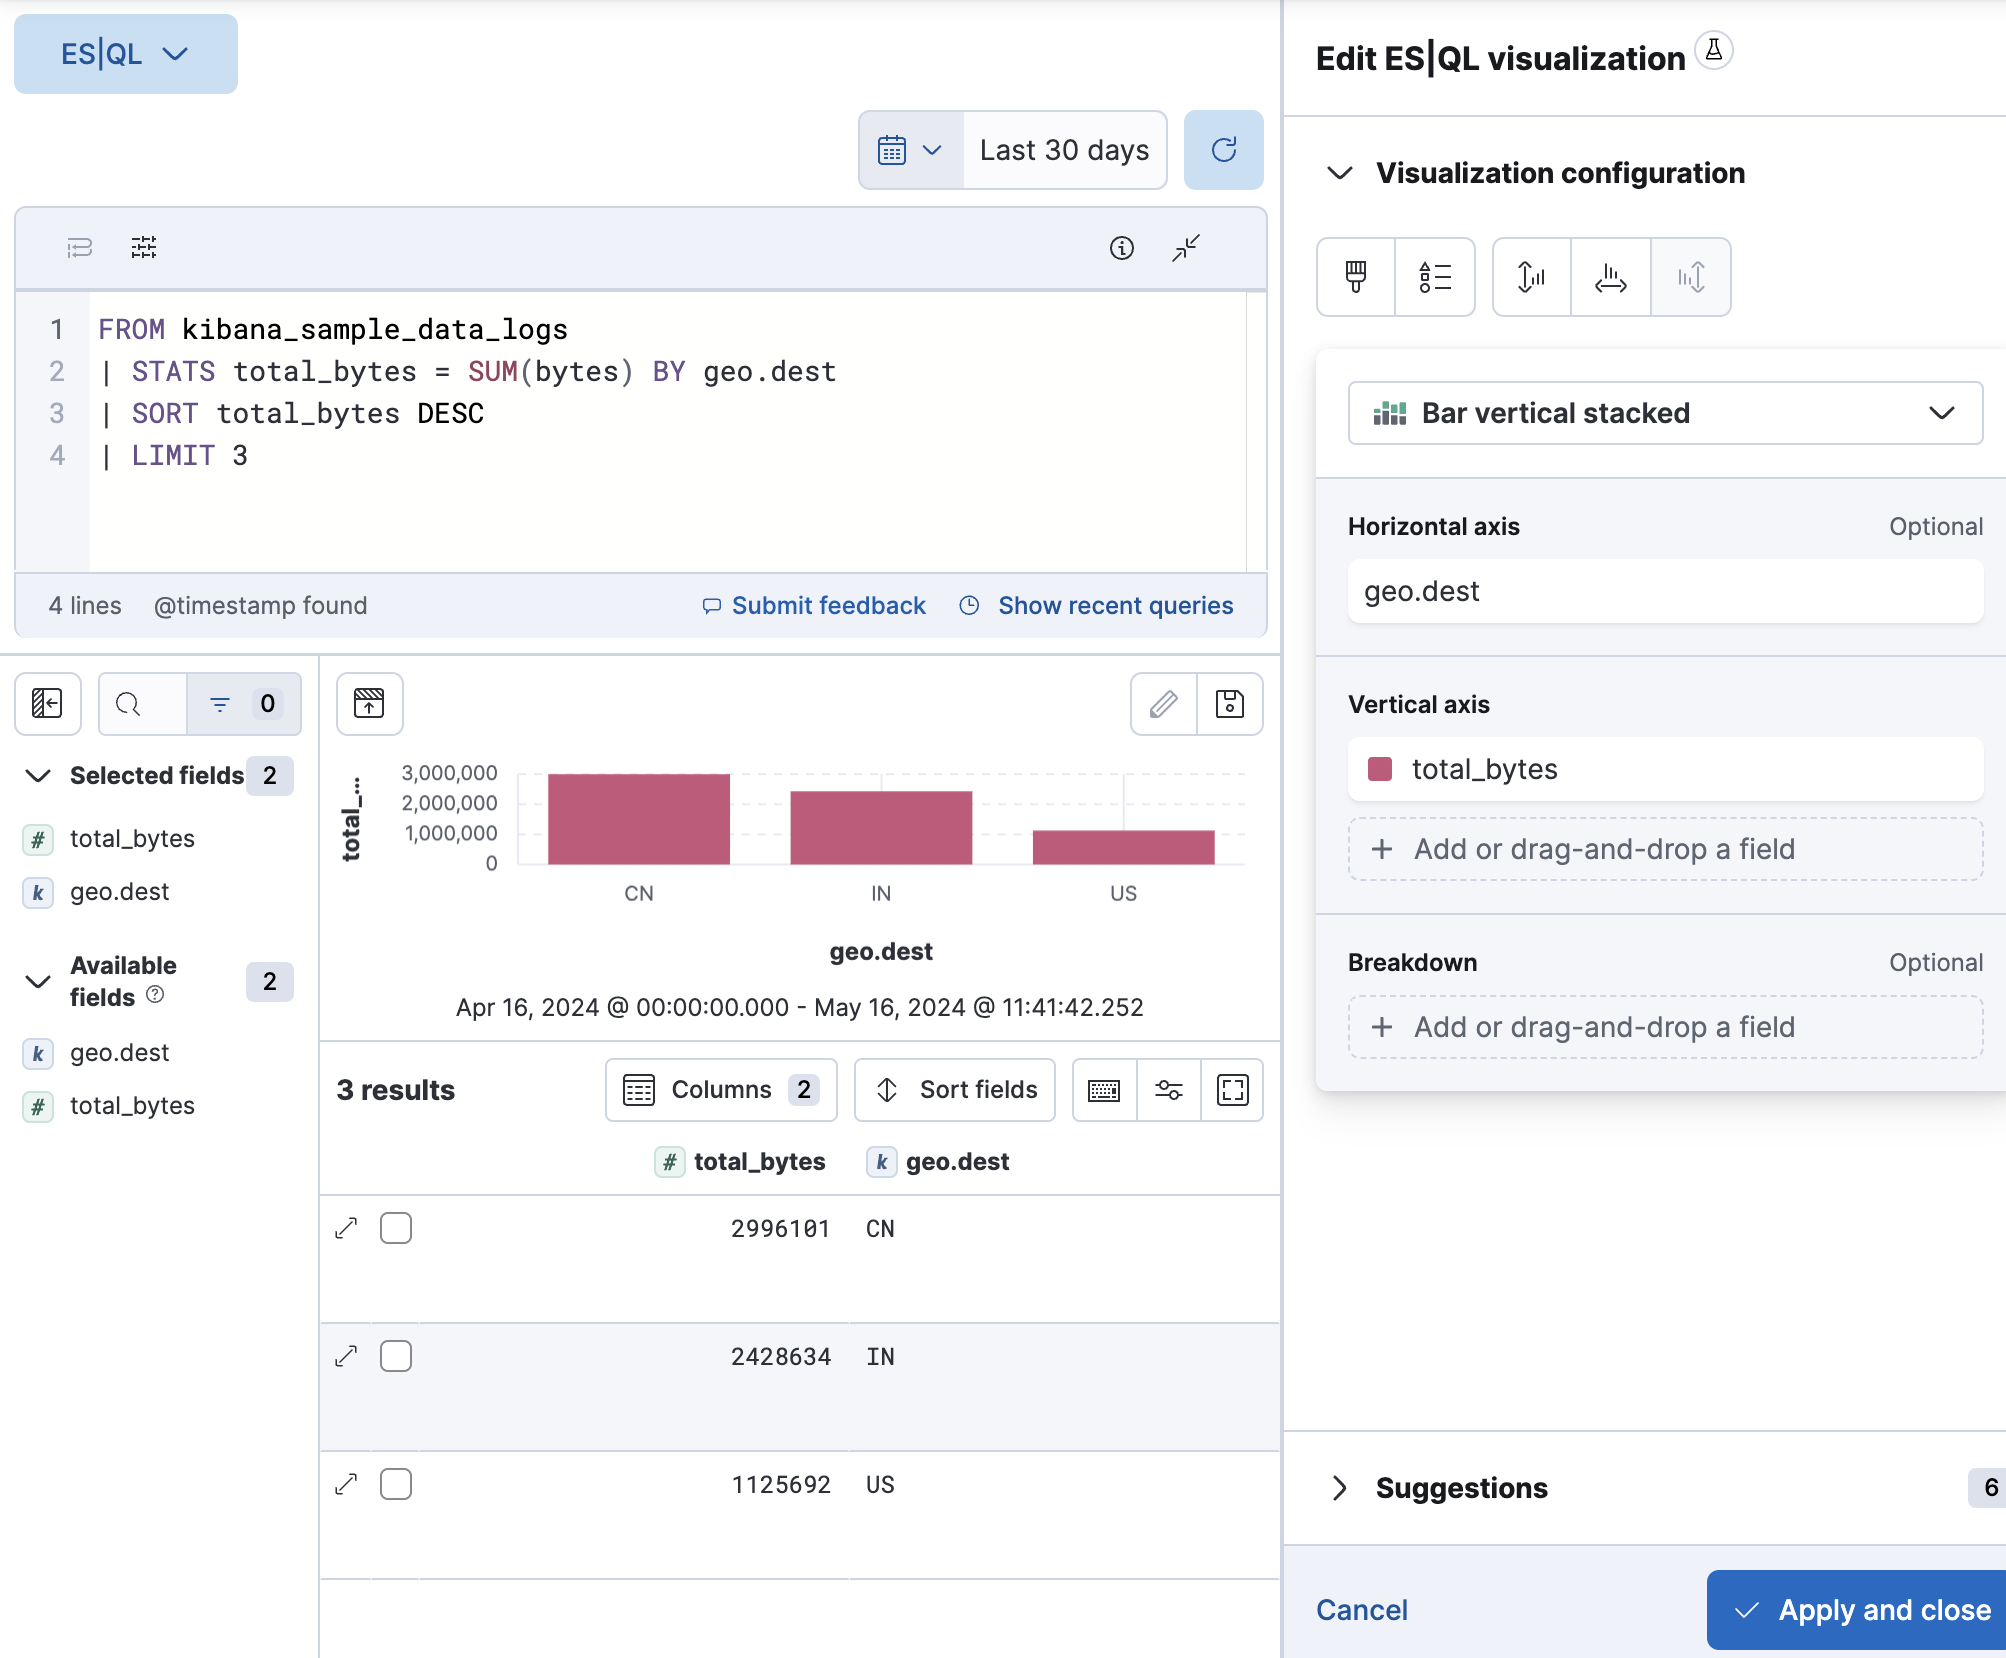 ES|QL
Last 30 days
1 FROM kibana_sample_data_logs
2 | STATS total_bytes = SUM(bytes) BY geo.dest
3 | SORT total_bytes DESC
4 | LIMIT 3
4 lines @timestamp found Submit feedback Show recent queries
0
Selected fields 2
# total_bytes
k geo.dest
Available fields 2
k geo.dest
# total_bytes
total_...
3,000,000
2,000,000
1,000,000
0
CN IN US
geo.dest
Apr 16, 2024 @ 00:00:00.000 - May 16, 2024 @ 11:41:42.252
3 results Columns 2 Sort fields
# total_bytes k geo.dest
2996101 CN
2428634 IN
1125692 US
Edit ES|QL visualization
Visualization configuration
Bar vertical stacked
Horizontal axis Optional
geo.dest
Vertical axis
total_bytes
+ Add or drag-and-drop a field
Breakdown Optional
+ Add or drag-and-drop a field
Suggestions 6
Cancel Apply and close